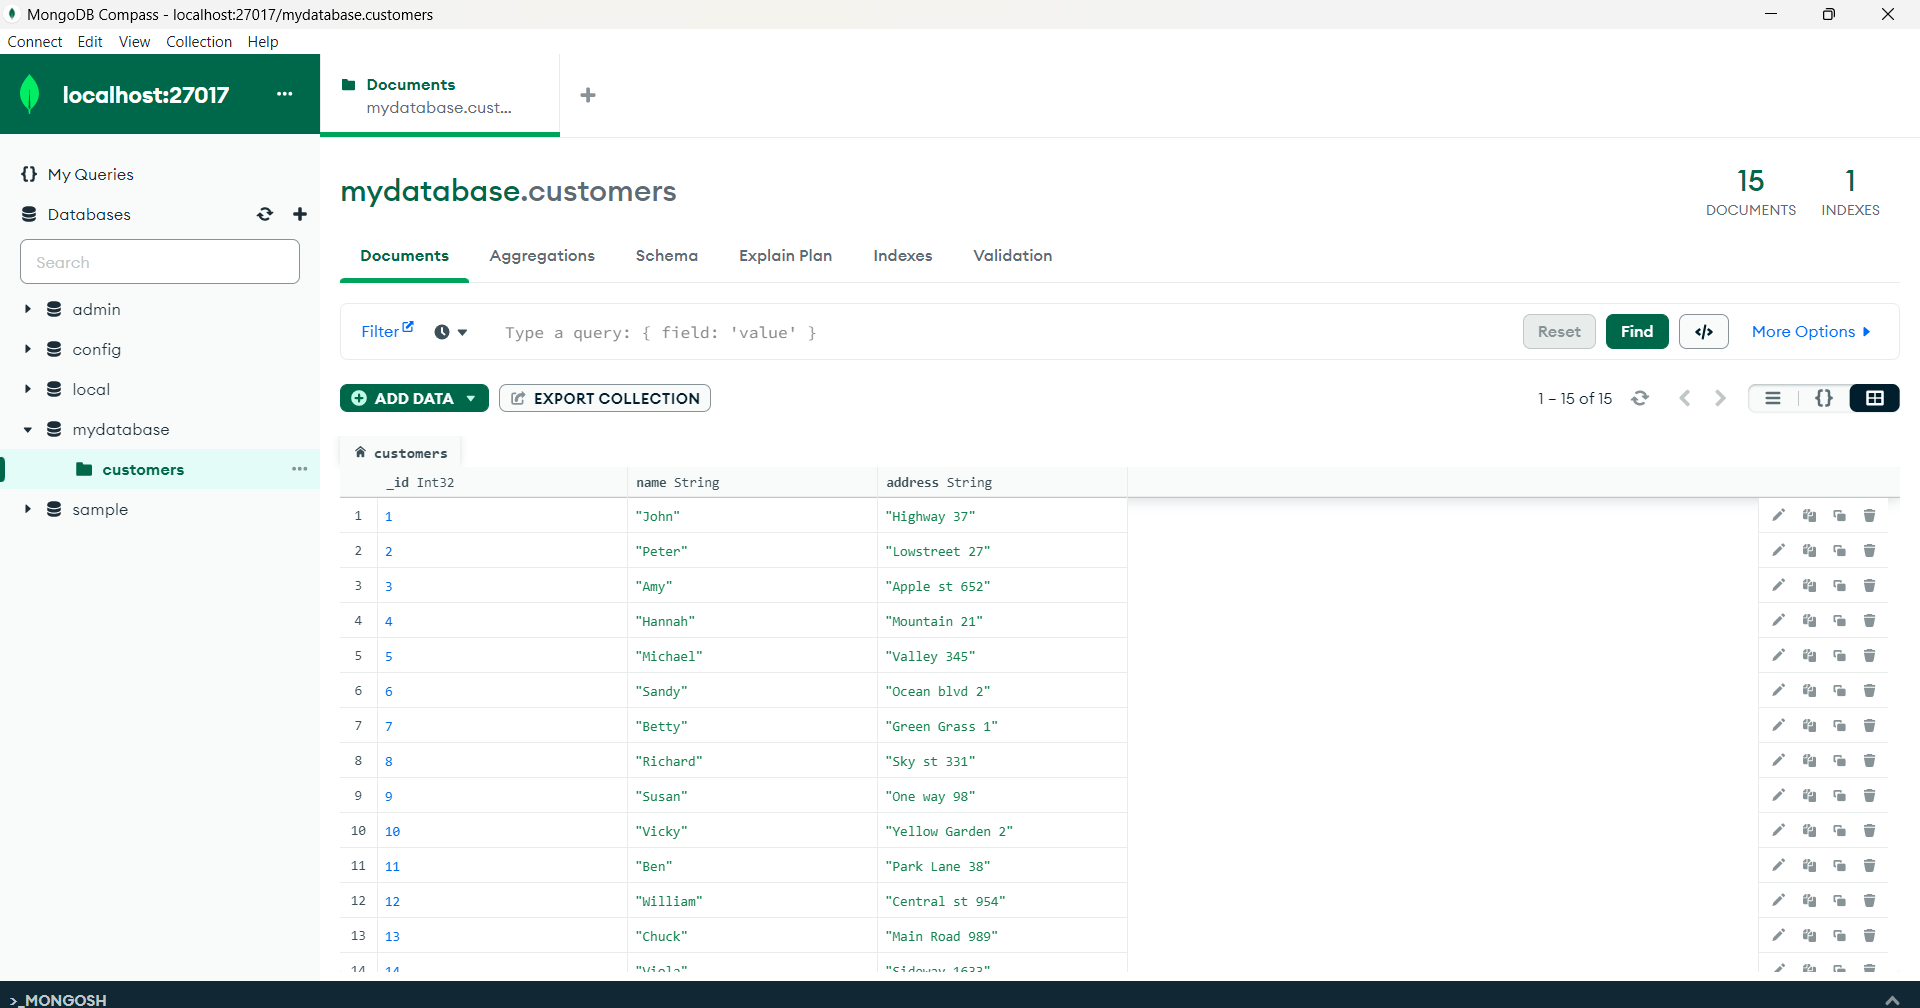 MongoDB Compass - localhost:27017/mydatabase.customers
Connect Edit View Collection Help
localhost:27017 ...
Documents
mydatabase.cust...
My Queries
Databases
Search
admin
config
local
mydatabase
customers
sample
mydatabase.customers
15
DOCUMENTS
1
INDEXES
Documents Aggregations Schema Explain Plan Indexes Validation
Filter Type a query: { field: 'value' } Reset Find </> More Options
ADD DATA EXPORT COLLECTION 1 – 15 of 15 {}
customers
_id Int32 name String address String
1 1 "John" "Highway 37"
2 2 "Peter" "Lowstreet 27"
3 3 "Amy" "Apple st 652"
4 4 "Hannah" "Mountain 21"
5 5 "Michael" "Valley 345"
6 6 "Sandy" "Ocean blvd 2"
7 7 "Betty" "Green Grass 1"
8 8 "Richard" "Sky st 331"
9 9 "Susan" "One way 98"
10 10 "Vicky" "Yellow Garden 2"
11 11 "Ben" "Park Lane 38"
12 12 "William" "Central st 954"
13 13 "Chuck" "Main Road 989"
14 14 "Viola" "Sideway 1633"
>_MONGOSH